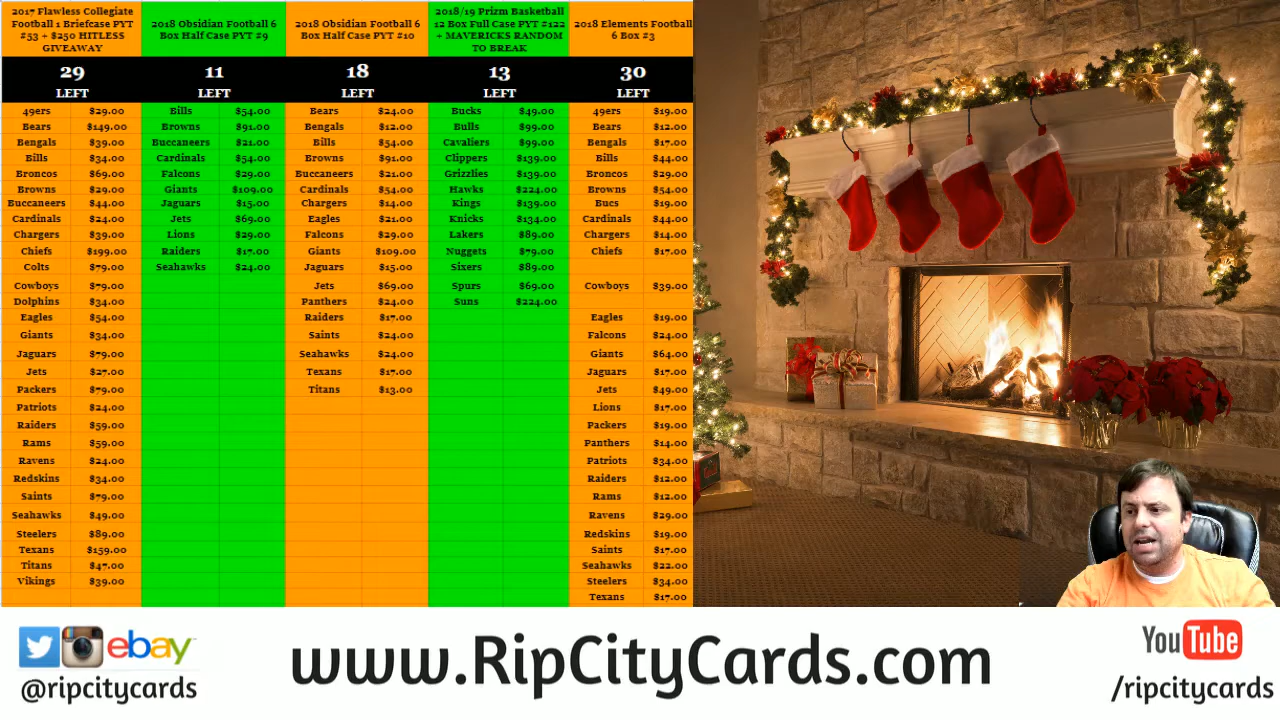 2017 Flawless Collegiate
Football 1 Briefcase PYT
#53 + $250 HITLESS
GIVEAWAY
29
LEFT
49ers $29.00
Bears $149.00
Bengals $39.00
Bills $34.00
Broncos $69.00
Browns $29.00
Buccaneers $44.00
Cardinals $24.00
Chargers $39.00
Chiefs $199.00
Colts $79.00
Cowboys $79.00
Dolphins $34.00
Eagles $54.00
Giants $34.00
Jaguars $79.00
Jets $27.00
Packers $79.00
Patriots $24.00
Raiders $59.00
Rams $59.00
Ravens $24.00
Redskins $34.00
Saints $79.00
Seahawks $49.00
Steelers $89.00
Texans $159.00
Titans $47.00
Vikings $39.00
2018 Obsidian Football 6
Box Half Case PYT #9
11
LEFT
Bills $54.00
Browns $91.00
Buccaneers $21.00
Cardinals $54.00
Falcons $29.00
Giants $109.00
Jaguars $15.00
Jets $69.00
Lions $29.00
Raiders $17.00
Seahawks $24.00
2018 Obsidian Football 6
Box Half Case PYT #10
18
LEFT
Bears $24.00
Bengals $12.00
Bills $54.00
Browns $91.00
Buccaneers $21.00
Cardinals $54.00
Chargers $14.00
Eagles $21.00
Falcons $29.00
Giants $109.00
Jaguars $15.00
Jets $69.00
Panthers $24.00
Raiders $17.00
Saints $24.00
Seahawks $24.00
Texans $17.00
Titans $13.00
2018/19 Prizm Basketball
12 Box Full Case PYT #122
+ MAVERICKS RANDOM
TO BREAK
13
LEFT
Bucks $49.00
Bulls $99.00
Cavaliers $99.00
Clippers $139.00
Grizzlies $139.00
Hawks $224.00
Kings $139.00
Knicks $134.00
Lakers $89.00
Nuggets $79.00
Sixers $89.00
Spurs $69.00
Suns $224.00
2018 Elements Football
6 Box #3
30
LEFT
49ers $19.00
Bears $12.00
Bengals $17.00
Bills $44.00
Broncos $29.00
Browns $54.00
Bucs $19.00
Cardinals $44.00
Chargers $14.00
Chiefs $17.00
Cowboys $39.00
Eagles $19.00
Falcons $24.00
Giants $64.00
Jaguars $17.00
Jets $49.00
Lions $17.00
Packers $19.00
Panthers $14.00
Patriots $34.00
Raiders $12.00
Rams $12.00
Ravens $29.00
Redskins $19.00
Saints $17.00
Seahawks $22.00
Steelers $34.00
Texans $17.00
ebay
@ripcitycards
www.RipCityCards.com
YouTube
/ripcitycards